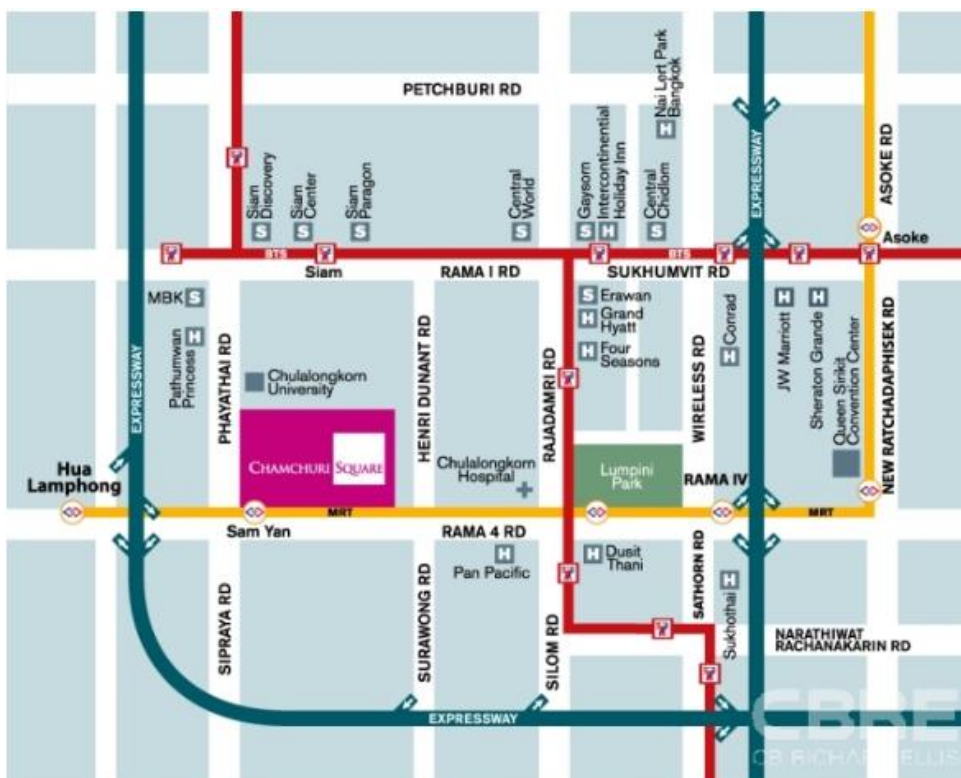 PETCHBURI RD
Nai Lert Park
Bangkok
H
EXPRESSWAY
ASOKE RD
Siam
Discovery
S
Siam
Center
S
Siam
Paragon
S
Central
World
S
Gaysorn
S
Intercontinental
Holiday Inn
H
Central
Chidlom
S
Asoke
BTS
BTS
Siam
RAMA I RD
SUKHUMVIT RD
MBK S
Pathumwan
Princess
H
EXPRESSWAY
PHAYATHAI RD
Chulalongkorn
University
CHAMCHURI SQUARE
HENRI DUNANT RD
Chulalongkorn
Hospital
RAJADAMRI RD
S Erawan
H Grand
Hyatt
H Four
Seasons
WIRELESS RD
Conrad
H
JW Marriott
H
Sheraton Grande
H
Queen Sirikit
Convention Center
NEW RATCHADAPHISEK RD
Lumpini
Park
RAMA IV
Hua
Lamphong
MRT
MRT
Sam Yan
RAMA 4 RD
H
Pan Pacific
H Dusit
Thani
SIPRAYA RD
SURAWONG RD
SILOM RD
SATHORN RD
Sukhothai
H
NARATHIWAT
RACHANAKARIN RD
EXPRESSWAY
CBRE
CB RICHARD ELLIS